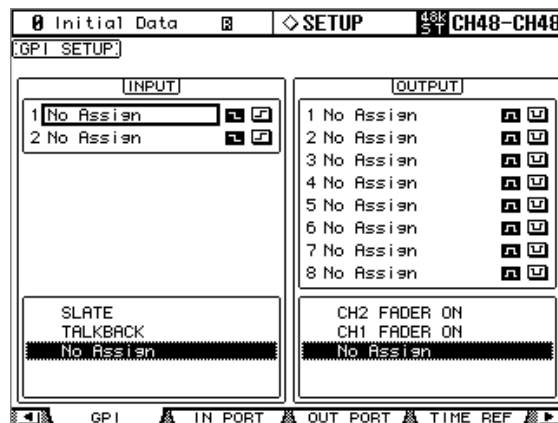 0 Initial Data SETUP 48k ST CH48-CH48
GPI SETUP
INPUT
1 No Assign
2 No Assign
SLATE
TALKBACK
No Assign
OUTPUT
1 No Assign
2 No Assign
3 No Assign
4 No Assign
5 No Assign
6 No Assign
7 No Assign
8 No Assign
CH2 FADER ON
CH1 FADER ON
No Assign
GPI IN PORT OUT PORT TIME REF